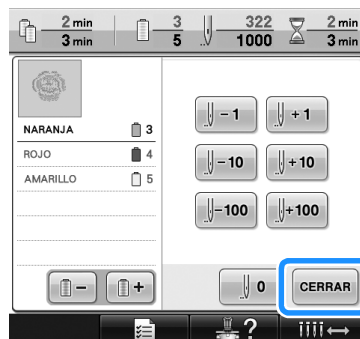 2 min 3 322 2 min
3 min 5 1000 3 min
NARANJA 3
ROJO 4
AMARILLO 5
- 1 + 1
- 10 + 10
-100 +100
- + 0 CERRAR
?